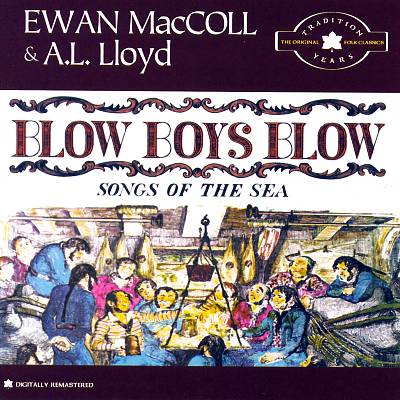 EWAN MACCOLL
& A.L. Lloyd
TRADITION
THE ORIGINAL FOLK CLASSICS
YEARS
BLOW BOYS BLOW
SONGS OF THE SEA
DIGITALLY REMASTERED